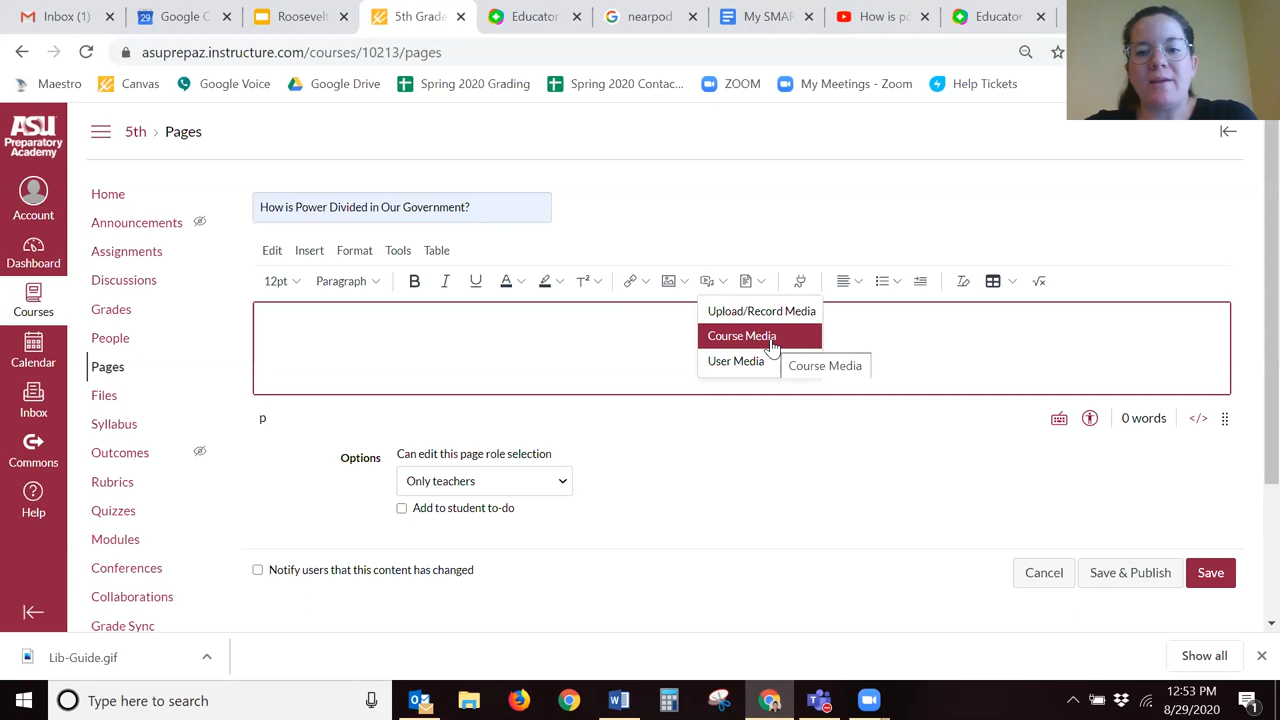 Inbox (1)
Google C
Roosevelt
5th Grade
Educator
nearpod
My SMAR
How is po
Educator
asuprepaz.instructure.com/courses/10213/pages
Maestro
Canvas
Google Voice
Google Drive
Spring 2020 Grading
Spring 2020 Contac...
ZOOM
My Meetings - Zoom
Help Tickets
ASU
Preparatory
Academy
5th > Pages
Account
Dashboard
Courses
Calendar
Inbox
Commons
Help
Home
Announcements
Assignments
Discussions
Grades
People
Pages
Files
Syllabus
Outcomes
Rubrics
Quizzes
Modules
Conferences
Collaborations
Grade Sync
How is Power Divided in Our Government?
Edit Insert Format Tools Table
12pt Paragraph B I U A T²
Upload/Record Media
Course Media
User Media
Course Media
p
0 words </>
Options
Can edit this page role selection
Only teachers
Add to student to-do
Notify users that this content has changed
Cancel
Save & Publish
Save
Lib-Guide.gif
Show all
Type here to search
12:53 PM
8/29/2020
1